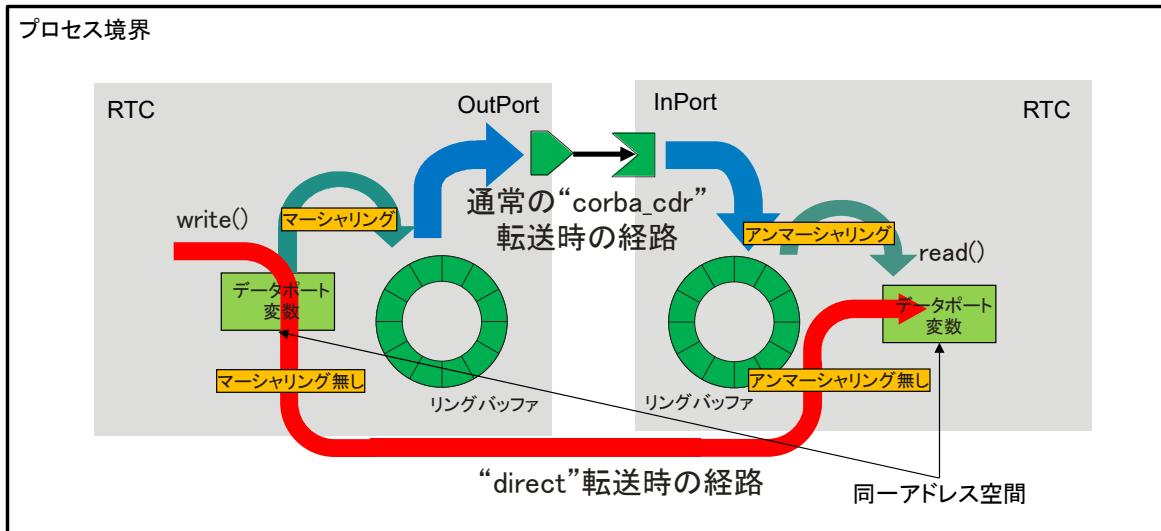 プロセス境界
RTC
OutPort
InPort
RTC
write()
マーシャリング
通常の“corba_cdr”
転送時の経路
アンマーシャリング
read()
データポート
変数
データポート
変数
マーシャリング無し
アンマーシャリング無し
リングバッファ
リングバッファ
“direct”転送時の経路
同一アドレス空間